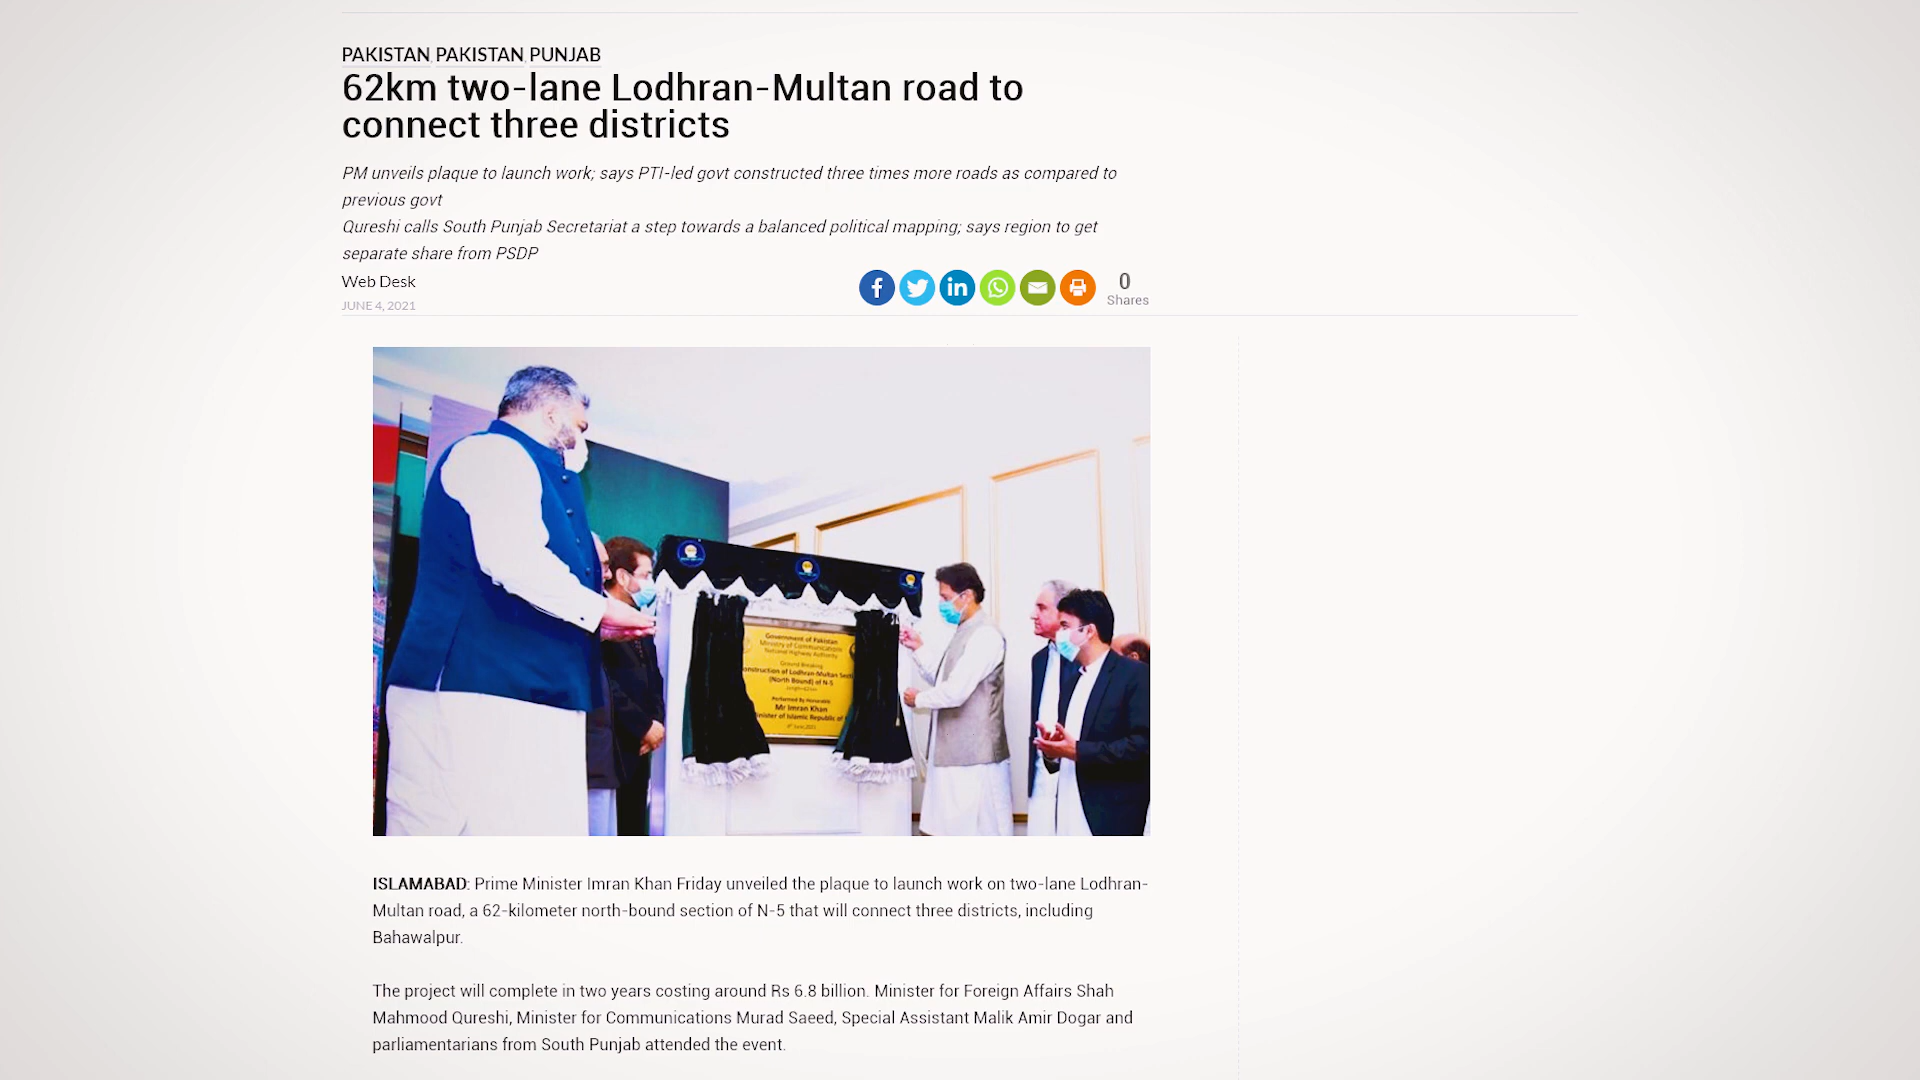 PAKISTAN, PAKISTAN, PUNJAB
62km two-lane Lodhran-Multan road to
connect three districts
PM unveils plaque to launch work; says PTI-led govt constructed three times more roads as compared to
previous govt
Qureshi calls South Punjab Secretariat a step towards a balanced political mapping; says region to get
separate share from PSDP
Web Desk
JUNE 4, 2021
0
Shares
Government of Pakistan
Ministry of Communications
National Highway Authority
Ground Breaking
onstruction of Lodhran-Multan Sect
(North Bound) of N-5
Length=62km
Performed By Honorable
Mr Imran Khan
inister of Islamic Republic of
4th June, 2021
ISLAMABAD: Prime Minister Imran Khan Friday unveiled the plaque to launch work on two-lane Lodhran-
Multan road, a 62-kilometer north-bound section of N-5 that will connect three districts, including
Bahawalpur.
The project will complete in two years costing around Rs 6.8 billion. Minister for Foreign Affairs Shah
Mahmood Qureshi, Minister for Communications Murad Saeed, Special Assistant Malik Amir Dogar and
parliamentarians from South Punjab attended the event.